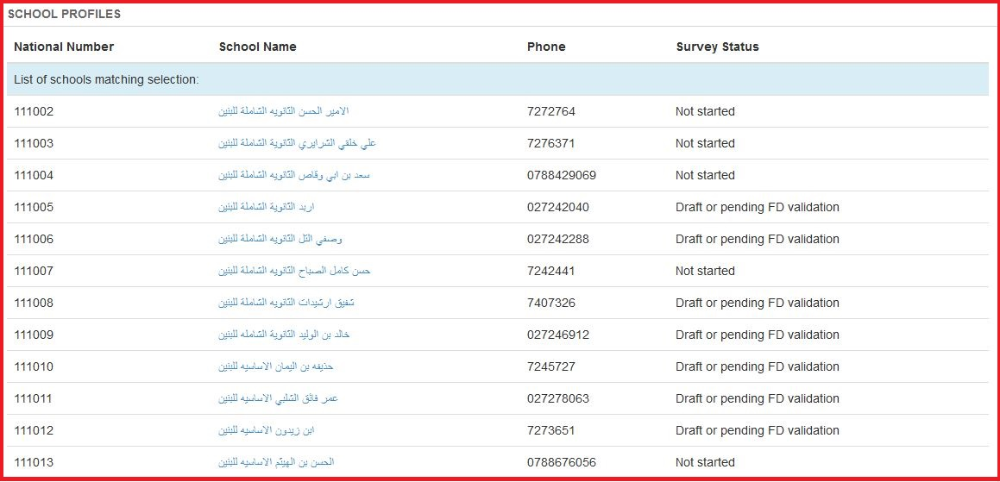 SCHOOL PROFILES
National Number School Name Phone Survey Status
List of schools matching selection:
111002 الامير الحسن الثانويه الشاملة للبنين 7272764 Not started
111003 علي خلقي الشرايري الثانوية الشاملة للبنين 7276371 Not started
111004 سعد بن ابي وقاص الثانويه الشاملة للبنين 0788429069 Not started
111005 اربد الثانوية الشاملة للبنين 027242040 Draft or pending FD validation
111006 وصفي التل الثانويه الشاملة للبنين 027242288 Draft or pending FD validation
111007 حسن كامل الصباح الثانويه الشاملة للبنين 7242441 Not started
111008 شفيق ارشيدات الثانويه الشاملة للبنين 7407326 Draft or pending FD validation
111009 خالد بن الوليد الثانوية الشامله للبنين 027246912 Draft or pending FD validation
111010 حذيفه بن اليمان الاساسيه للبنين 7245727 Draft or pending FD validation
111011 عمر فائق الشلبي الاساسيه للبنين 027278063 Draft or pending FD validation
111012 ابن زيدون الاساسيه للبنين 7273651 Draft or pending FD validation
111013 الحسن بن الهيثم الاساسيه للبنين 0788676056 Not started